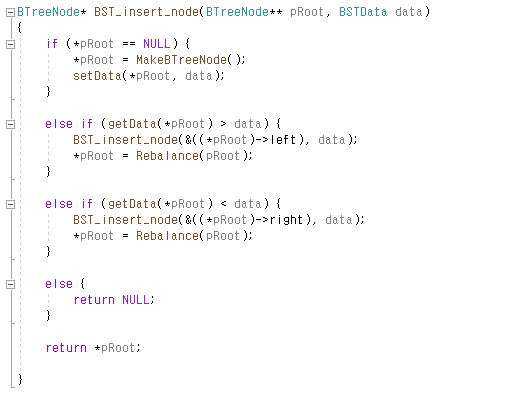 BTreeNode* BST_insert_node(BTreeNode** pRoot, BSTData data)
{
    if (*pRoot == NULL) {
        *pRoot = MakeBTreeNode();
        setData(*pRoot, data);
    }
    else if (getData(*pRoot) > data) {
        BST_insert_node(&((*pRoot)->left), data);
        *pRoot = Rebalance(pRoot);
    }
    else if (getData(*pRoot) < data) {
        BST_insert_node(&((*pRoot)->right), data);
        *pRoot = Rebalance(pRoot);
    }
    else {
        return NULL;
    }
    return *pRoot;
}